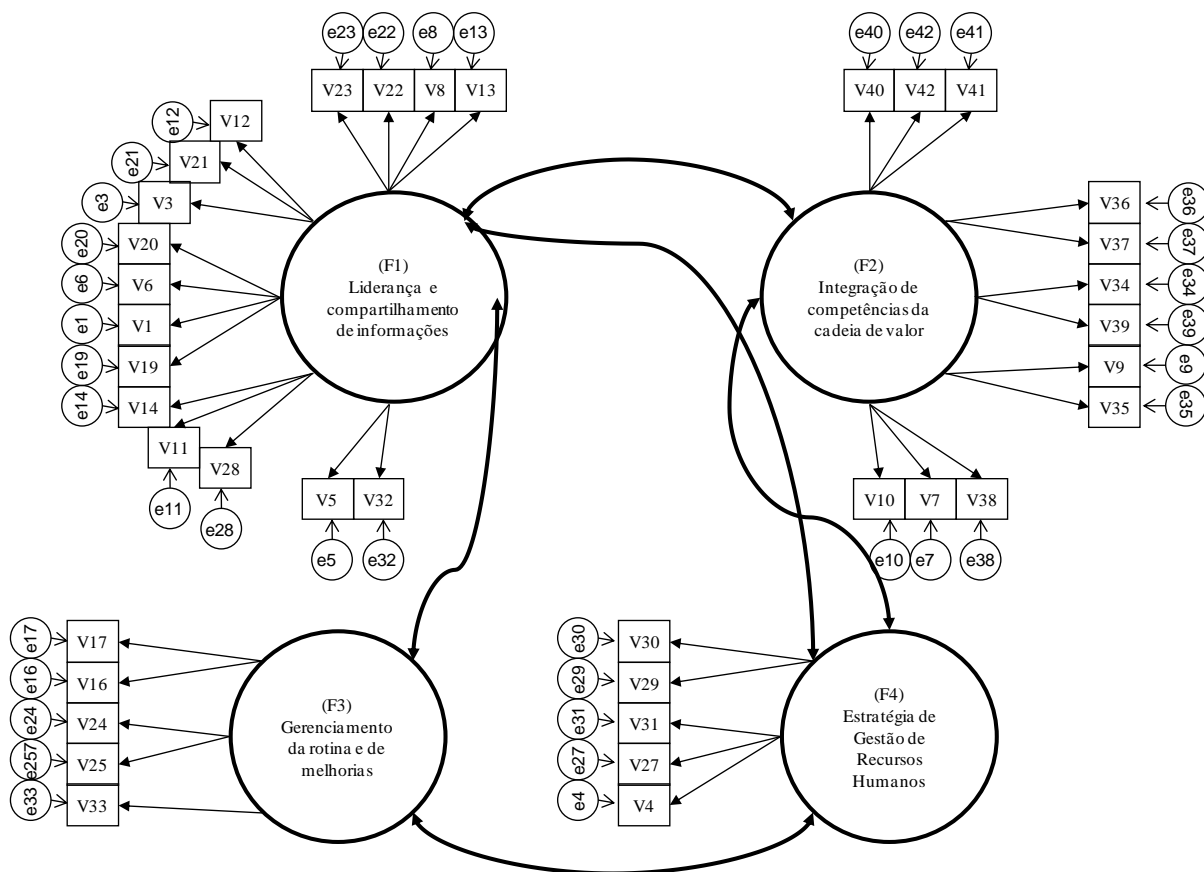 e23 e22 e8 e13
V23 V22 V8 V13
e40 e42 e41
V40 V42 V41
e12 V12
e21 V21
e3 V3
e20 V20
e6 V6
e1 V1
e19 V19
e14 V14
V11
V28
e11
e28
(F1)
Liderança e
compartilhamento
de informações
V5 V32
e5 e32
(F2)
Integração de
competências da
cadeia de valor
V36 e36
V37 e37
V34 e34
V39 e39
V9 e9
V35 e35
V10 V7 V38
e10 e7 e38
e17 V17
e16 V16
e24 V24
e257 V25
e33 V33
(F3)
Gerenciamento
da rotina e de
melhorias
e30 V30
e29 V29
e31 V31
e27 V27
e4 V4
(F4)
Estratégia de
Gestão de
Recursos
Humanos